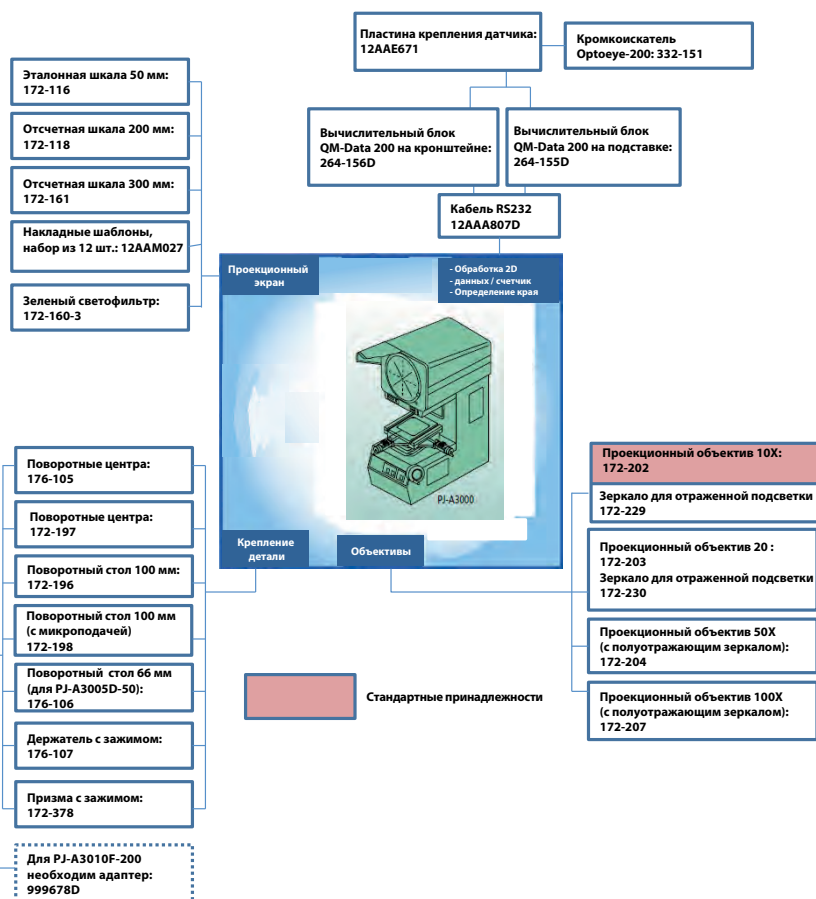 Пластина крепления датчика:
12AAE671
Кромкоискатель
Optoeye-200: 332-151
Эталонная шкала 50 мм:
172-116
Отсчетная шкала 200 мм:
172-118
Отсчетная шкала 300 мм:
172-161
Накладные шаблоны,
набор из 12 шт.: 12AAM027
Зеленый светофильтр:
172-160-3
Вычислительный блок
QM-Data 200 на кронштейне:
264-156D
Вычислительный блок
QM-Data 200 на подставке:
264-155D
Кабель RS232
12AAA807D
Проекционный
экран
- Обработка 2D
- данных / счетчик
- Определение края
PJ-A3000
Крепление
детали
Объективы
Поворотные центра:
176-105
Поворотные центра:
172-197
Поворотный стол 100 мм:
172-196
Поворотный стол 100 мм
(с микроподачей)
172-198
Поворотный стол 66 мм
(для PJ-A3005D-50):
176-106
Держатель с зажимом:
176-107
Призма с зажимом:
172-378
Для PJ-A3010F-200
необходим адаптер:
999678D
Стандартные принадлежности
Проекционный объектив 10X:
172-202
Зеркало для отраженной подсветки
172-229
Проекционный объектив 20 :
172-203
Зеркало для отраженной подсветки
172-230
Проекционный объектив 50X
(с полуотражающим зеркалом):
172-204
Проекционный объектив 100X
(с полуотражающим зеркалом):
172-207